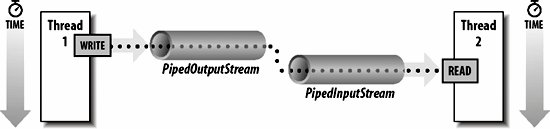 TIME
Thread
1
WRITE
PipedOutputStream
PipedInputStream
Thread
2
READ
TIME